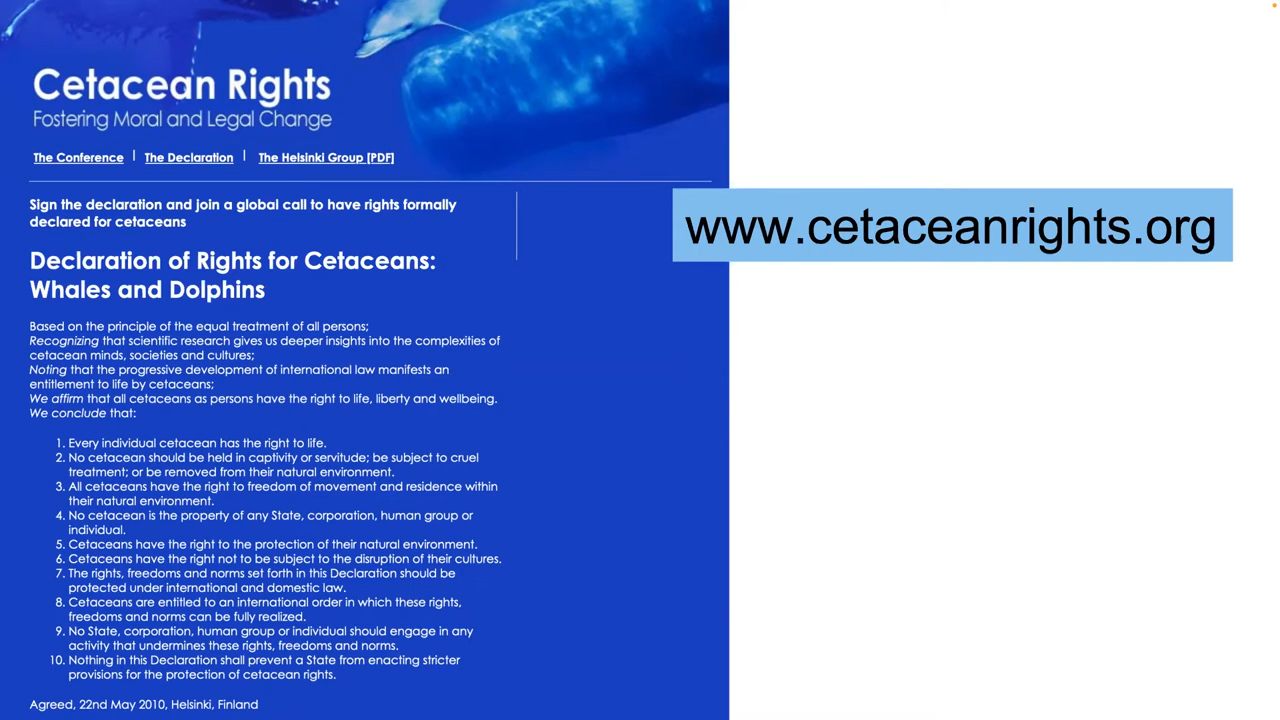 Cetacean Rights
Fostering Moral and Legal Change
The Conference | The Declaration | The Helsinki Group [PDF]
Sign the declaration and join a global call to have rights formally
declared for cetaceans
www.cetaceanrights.org
Declaration of Rights for Cetaceans:
Whales and Dolphins
Based on the principle of the equal treatment of all persons;
Recognizing that scientific research gives us deeper insights into the complexities of
cetacean minds, societies and cultures;
Noting that the progressive development of international law manifests an
entitlement to life by cetaceans;
We affirm that all cetaceans as persons have the right to life, liberty and wellbeing.
We conclude that:
1. Every individual cetacean has the right to life.
2. No cetacean should be held in captivity or servitude; be subject to cruel
treatment; or be removed from their natural environment.
3. All cetaceans have the right to freedom of movement and residence within
their natural environment.
4. No cetacean is the property of any State, corporation, human group or
individual.
5. Cetaceans have the right to the protection of their natural environment.
6. Cetaceans have the right not to be subject to the disruption of their cultures.
7. The rights, freedoms and norms set forth in this Declaration should be
protected under international and domestic law.
8. Cetaceans are entitled to an international order in which these rights,
freedoms and norms can be fully realized.
9. No State, corporation, human group or individual should engage in any
activity that undermines these rights, freedoms and norms.
10. Nothing in this Declaration shall prevent a State from enacting stricter
provisions for the protection of cetacean rights.
Agreed, 22nd May 2010, Helsinki, Finland